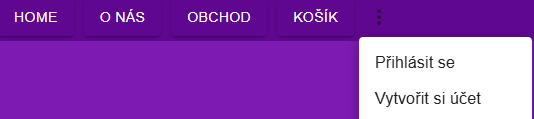 HOME O NÁS OBCHOD KOŠÍK
Přihlásit se
Vytvořit si účet